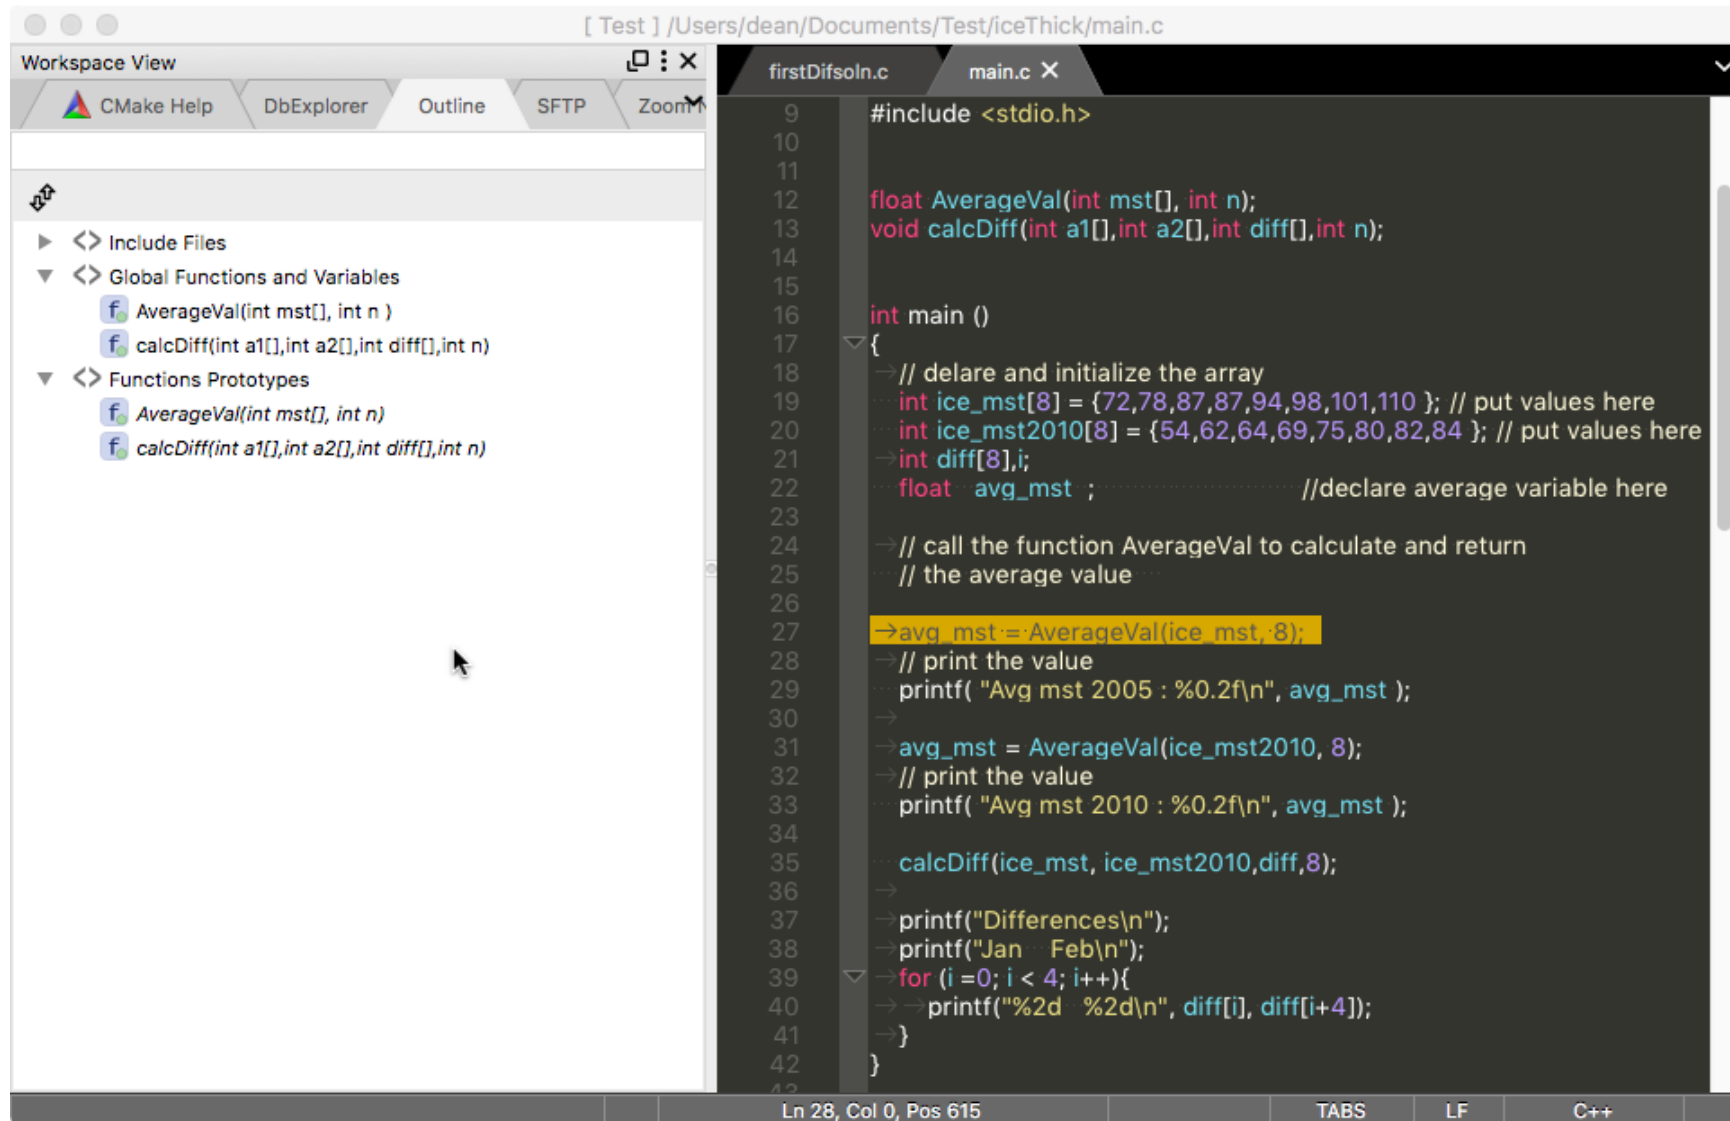 [ Test ] /Users/dean/Documents/Test/iceThick/main.c
Workspace View
CMake Help DbExplorer Outline SFTP Zoom
Include Files
Global Functions and Variables
AverageVal(int mst[], int n )
calcDiff(int a1[],int a2[],int diff[],int n)
Functions Prototypes
AverageVal(int mst[], int n)
calcDiff(int a1[],int a2[],int diff[],int n)
firstDifsoln.c main.c
9 #include <stdio.h>
10
11
12 float AverageVal(int mst[], int n);
13 void calcDiff(int a1[],int a2[],int diff[],int n);
14
15
16 int main ()
17 {
18 // delare and initialize the array
19 int ice_mst[8] = {72,78,87,87,94,98,101,110 }; // put values here
20 int ice_mst2010[8] = {54,62,64,69,75,80,82,84 }; // put values here
21 int diff[8],i;
22 float avg_mst ; //declare average variable here
23
24 // call the function AverageVal to calculate and return
25 // the average value
26
27 avg_mst = AverageVal(ice_mst, 8);
28 // print the value
29 printf( "Avg mst 2005 : %0.2f\n", avg_mst );
30
31 avg_mst = AverageVal(ice_mst2010, 8);
32 // print the value
33 printf( "Avg mst 2010 : %0.2f\n", avg_mst );
34
35 calcDiff(ice_mst, ice_mst2010,diff,8);
36
37 printf("Differences\n");
38 printf("Jan Feb\n");
39 for (i =0; i < 4; i++){
40 printf("%2d %2d\n", diff[i], diff[i+4]);
41 }
42 }
Ln 28, Col 0, Pos 615 TABS LF C++